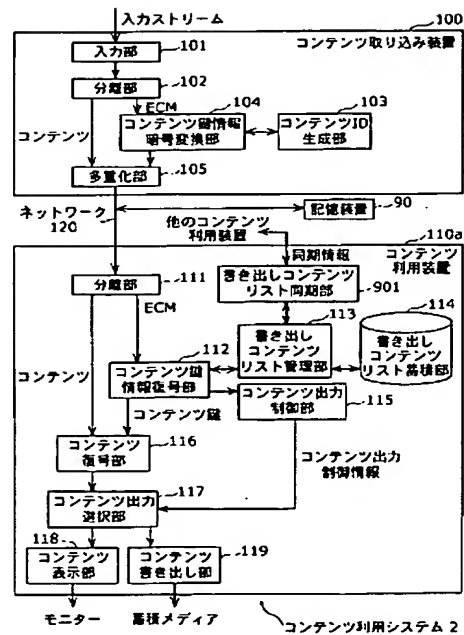 入力ストリーム
100
コンテンツ取り込み装置
入力部
101
分離部
102
ECM
104
103
コンテンツ
コンテンツ鍵情報
暗号変換部
コンテンツID
生成部
105
多重化部
ネットワーク
120
記憶装置
90
他のコンテンツ
利用装置
110a
コンテンツ
利用装置
同期情報
分離部
111
書き出しコンテンツ
リスト同期部
901
ECM
113
114
112
書き出し
コンテンツ
リスト管理部
書き出し
コンテンツ
リスト蓄積部
コンテンツ鍵
情報復号部
コンテンツ
コンテンツ鍵
コンテンツ出力
制御部
115
116
コンテンツ
復号部
コンテンツ出力
制御情報
117
コンテンツ出力
選択部
118
119
コンテンツ
表示部
コンテンツ
書き出し部
モニター
蓄積メディア
コンテンツ利用システム 2